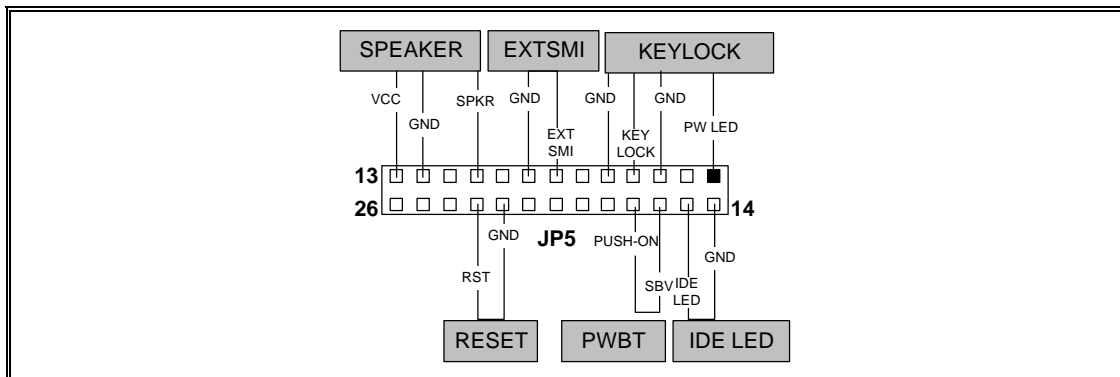 SPEAKER EXTSMI KEYLOCK
VCC GND SPKR GND EXT SMI GND KEY LOCK GND PW LED
13
26 14
JP5
RST GND PUSH-ON SBV IDE LED GND
RESET PWBT IDE LED